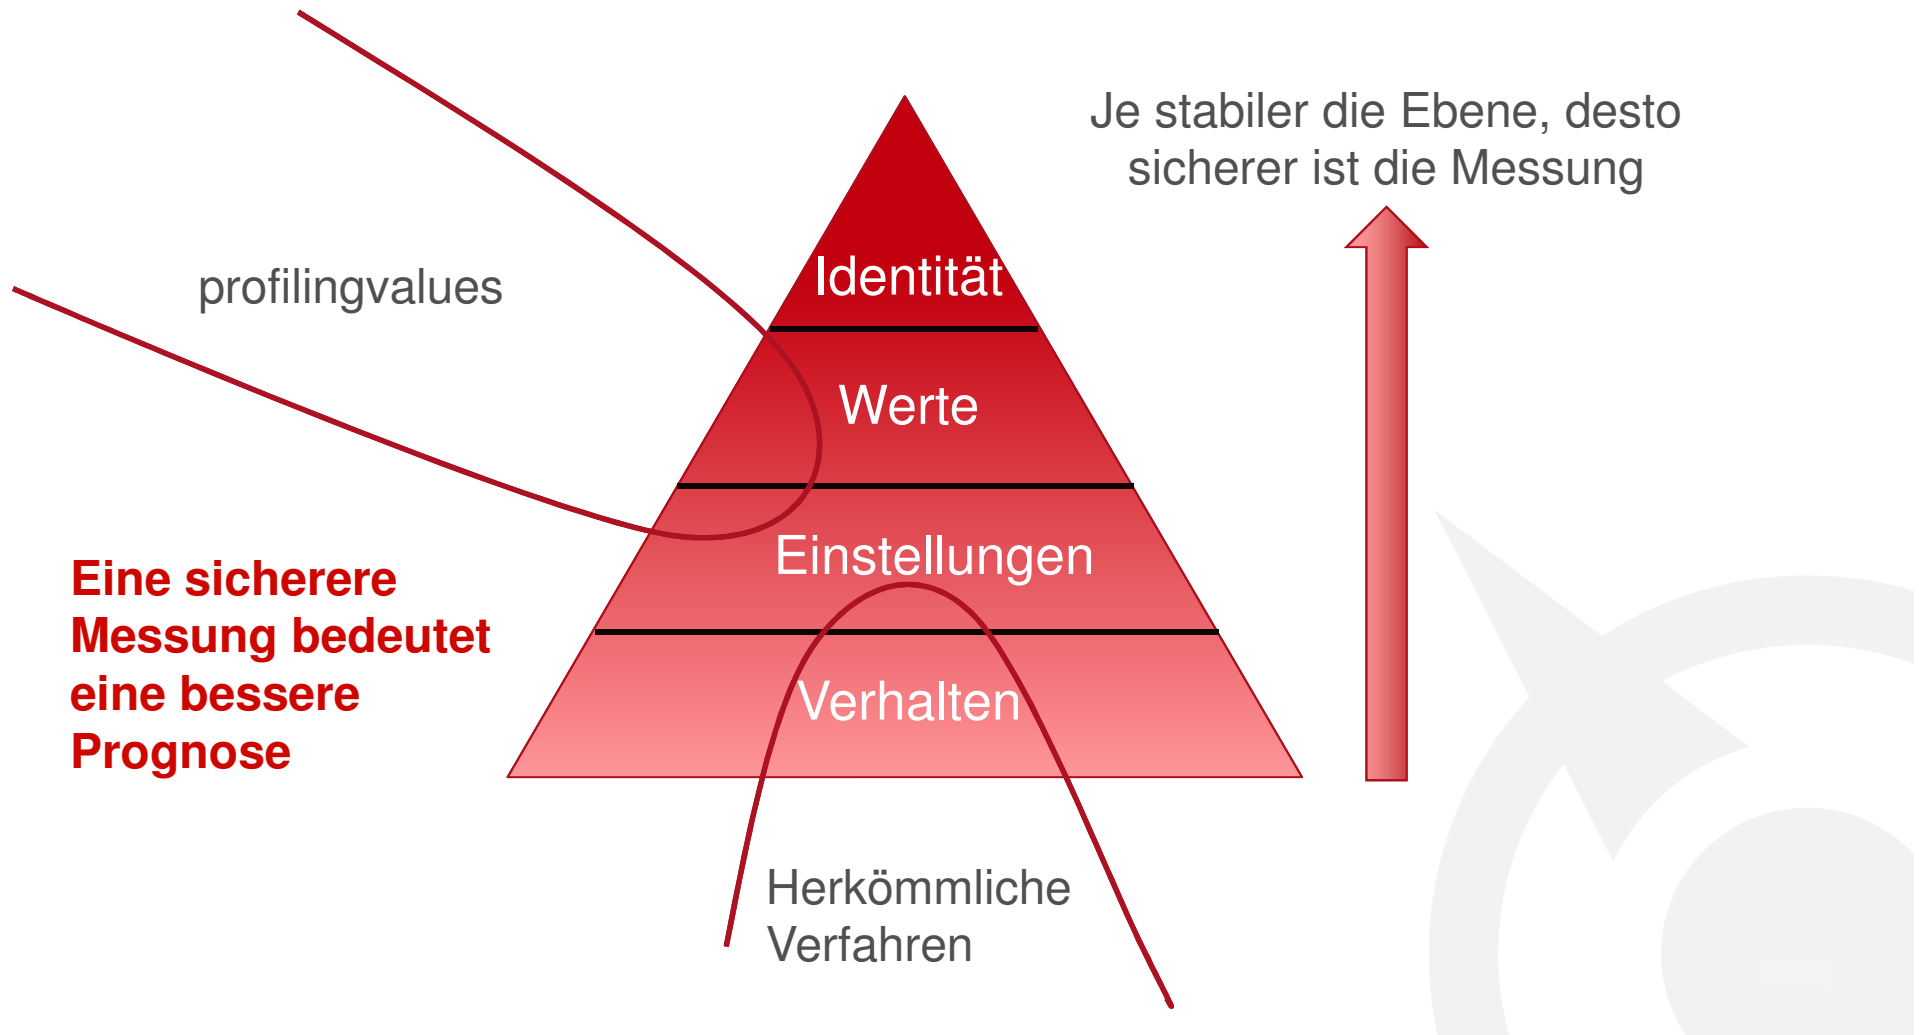 Je stabiler die Ebene, desto
sicherer ist die Messung
profilingvalues
Identität
Werte
Einstellungen
Verhalten
Eine sicherere
Messung bedeutet
eine bessere
Prognose
Herkömmliche
Verfahren